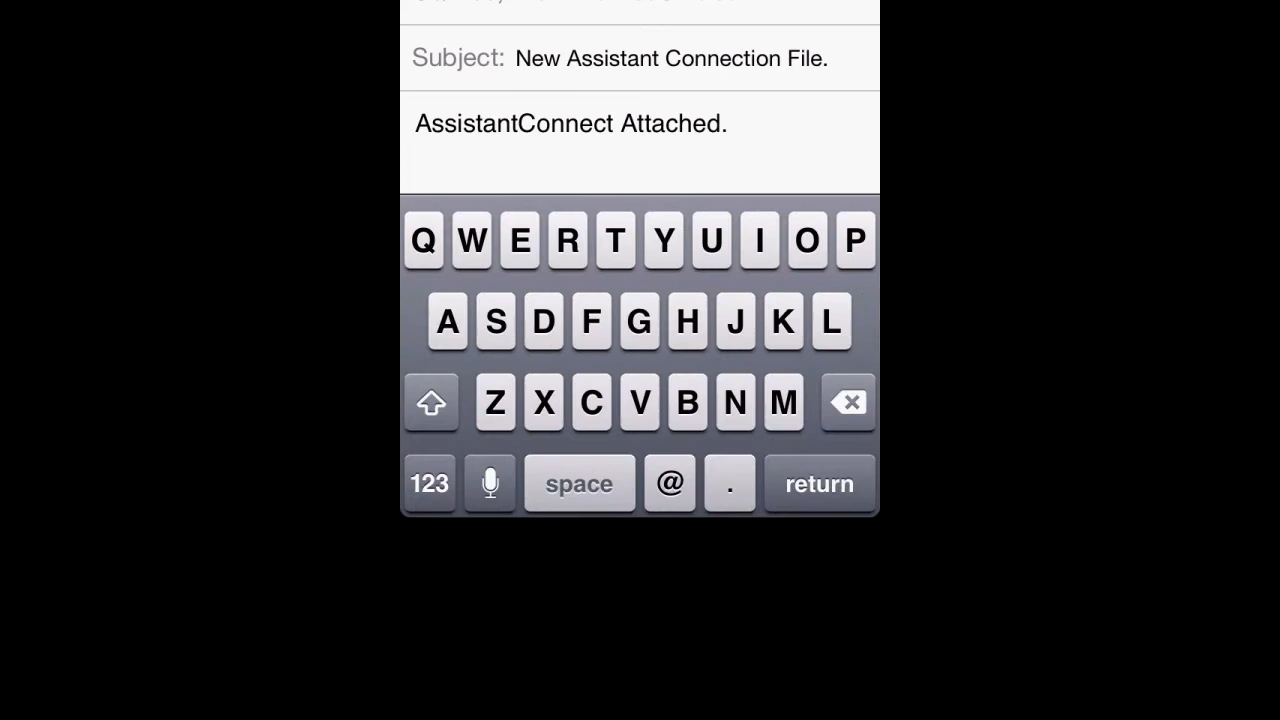 Subject: New Assistant Connection File.
AssistantConnect Attached.
Q W E R T Y U I O P
A S D F G H J K L
Z X C V B N M
123 space @ . return